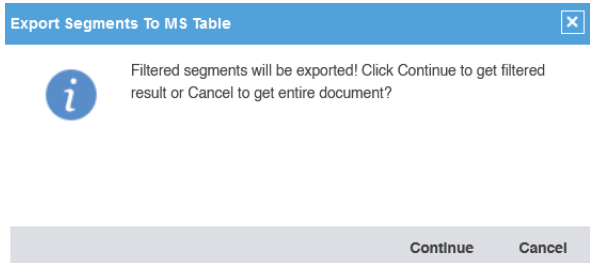 Export Segments To MS Table
Filtered segments will be exported! Click Continue to get filtered
result or Cancel to get entire document?
Continue Cancel